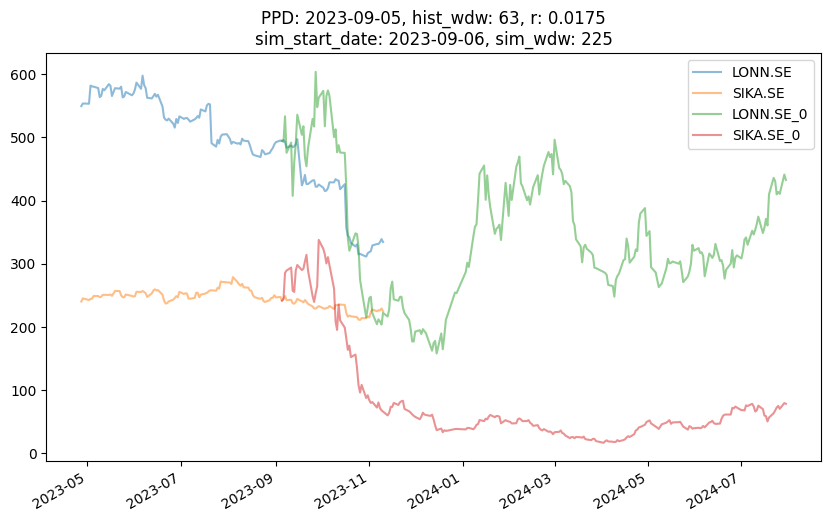 PPD: 2023-09-05, hist_wdw: 63, r: 0.0175
sim_start_date: 2023-09-06, sim_wdw: 225
LONN.SE
SIKA.SE
LONN.SE_0
SIKA.SE_0
600
500
400
300
200
100
0
2023-05
2023-07
2023-09
2023-11
2024-01
2024-03
2024-05
2024-07